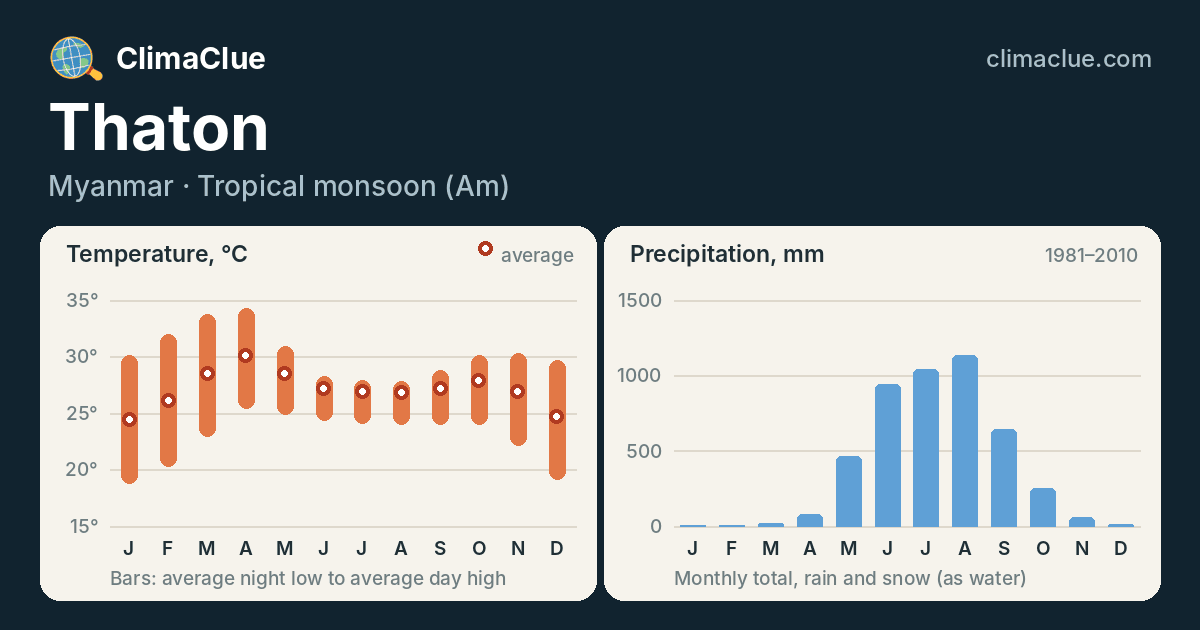 ClimaClue
climaclue.com
Thaton
Myanmar · Tropical monsoon (Am)
Temperature, °C
average
35°
30°
25°
20°
15°
J F M A M J J A S O N D
Bars: average night low to average day high
Precipitation, mm
1981–2010
1500
1000
500
0
J F M A M J J A S O N D
Monthly total, rain and snow (as water)